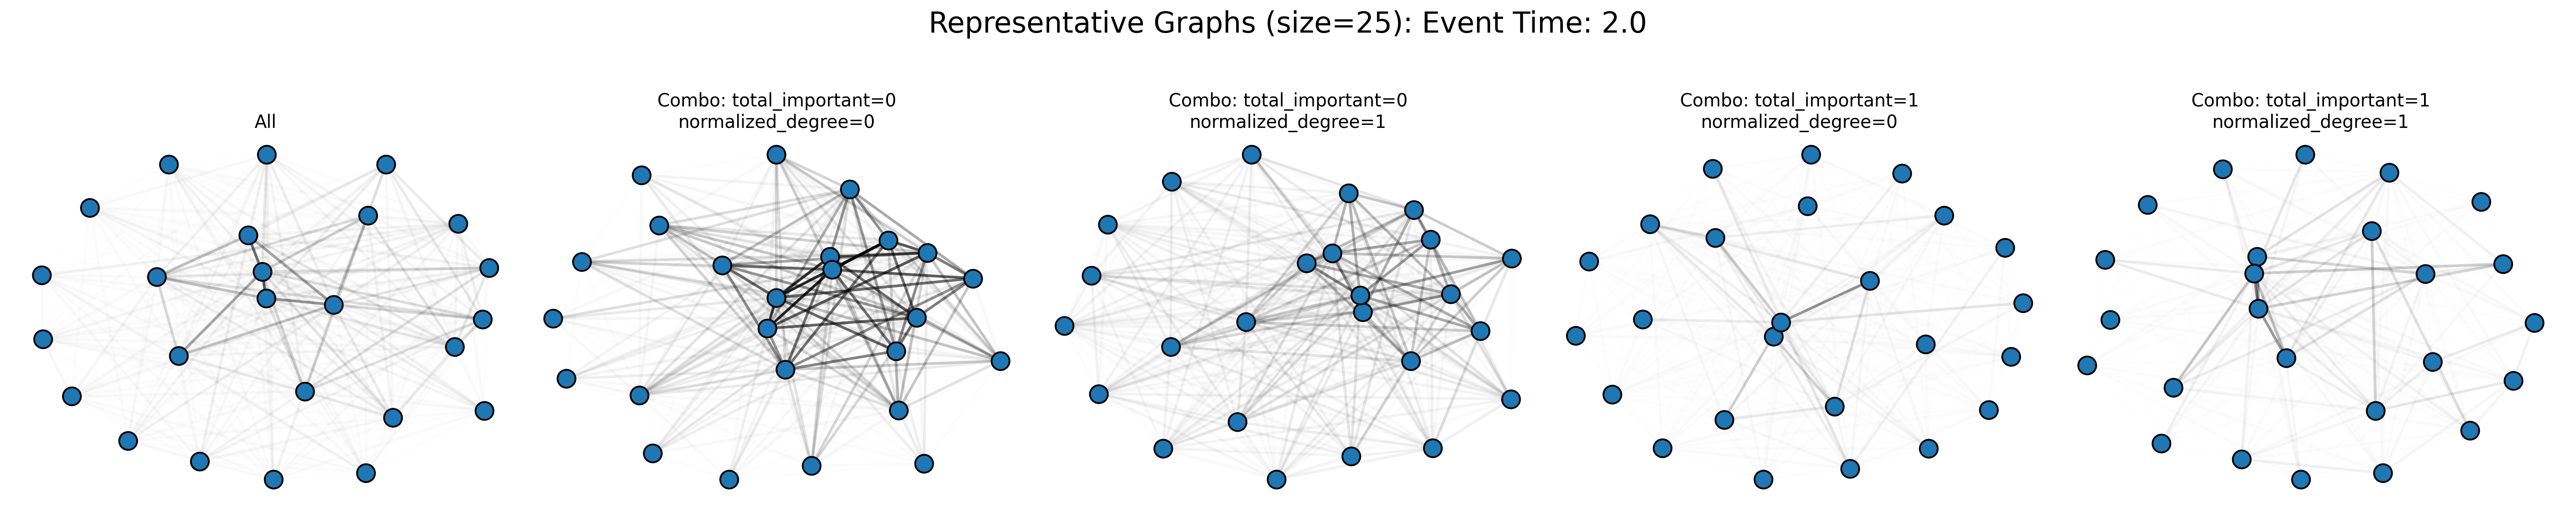 Representative Graphs (size=25): Event Time: 2.0
All
Combo: total_important=0
normalized_degree=0
Combo: total_important=0
normalized_degree=1
Combo: total_important=1
normalized_degree=0
Combo: total_important=1
normalized_degree=1